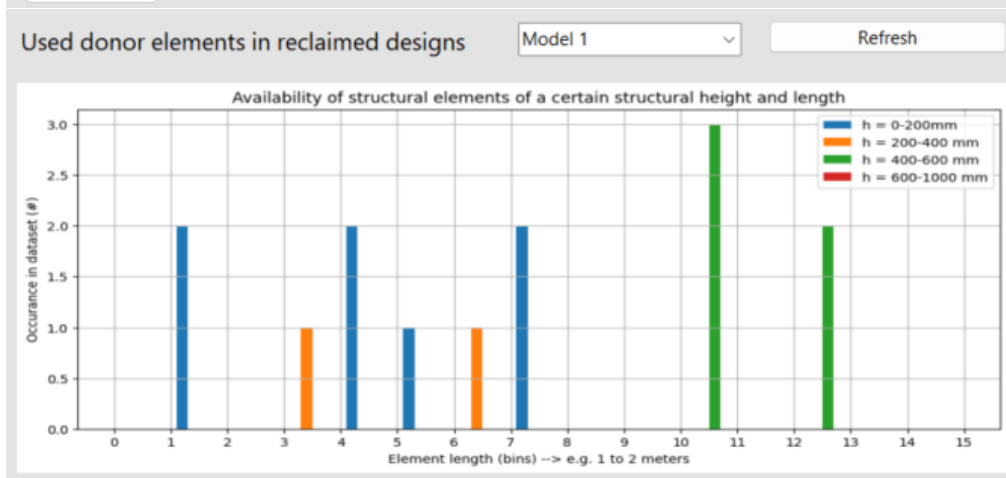 Used donor elements in reclaimed designs
Model 1
Refresh
Availability of structural elements of a certain structural height and length
h = 0-200mm
h = 200-400 mm
h = 400-600 mm
h = 600-1000 mm
Occurance in dataset (#)
3.0
2.5
2.0
1.5
1.0
0.5
0.0
0 1 2 3 4 5 6 7 8 9 10 11 12 13 14 15
Element length (bins) --> e.g. 1 to 2 meters